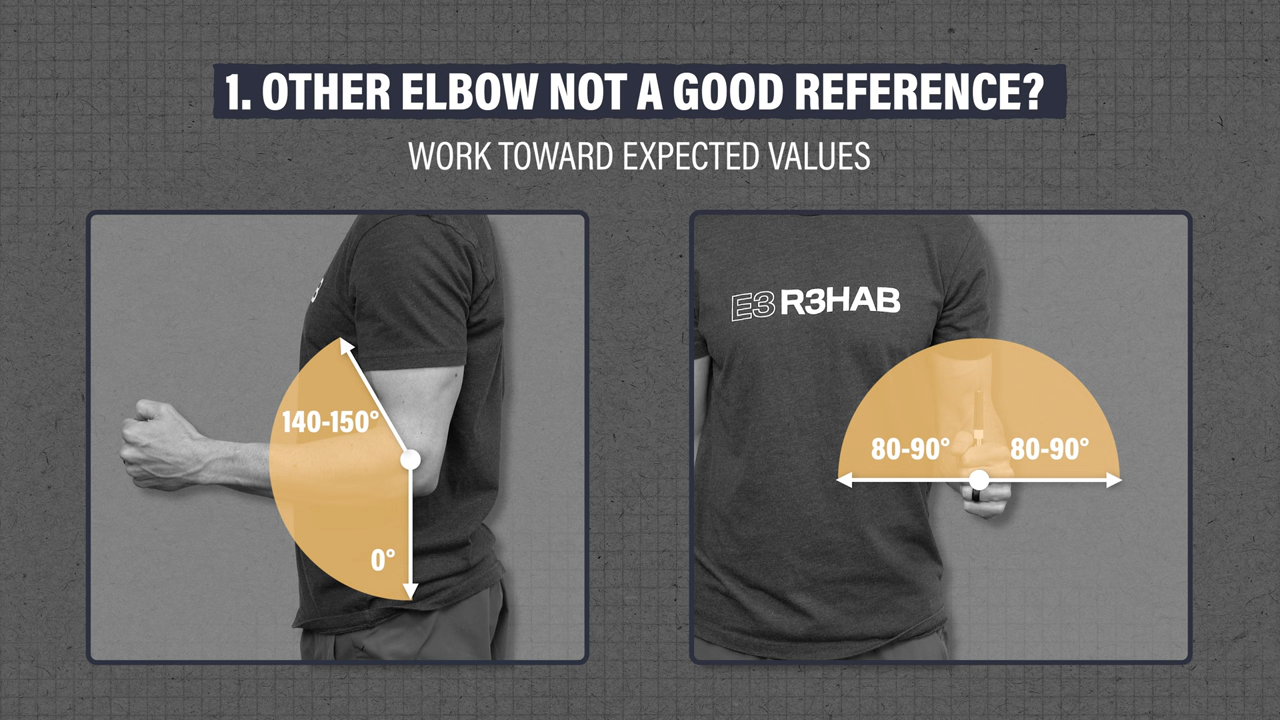 1. OTHER ELBOW NOT A GOOD REFERENCE?
WORK TOWARD EXPECTED VALUES
140-150°
0°
E3 R3HAB
80-90° 80-90°